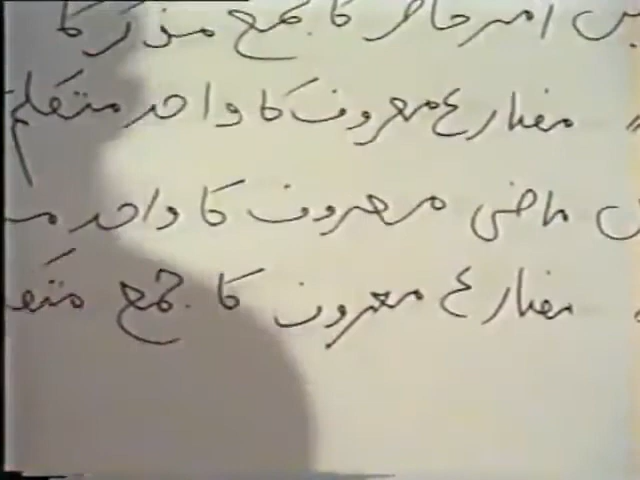 میں امر حاضر کا جمع مذکر کا
〃 مضارع معروف کا واحد متکلم
ں ماضی معروف کا واحد
مضارع معروف کا جمع